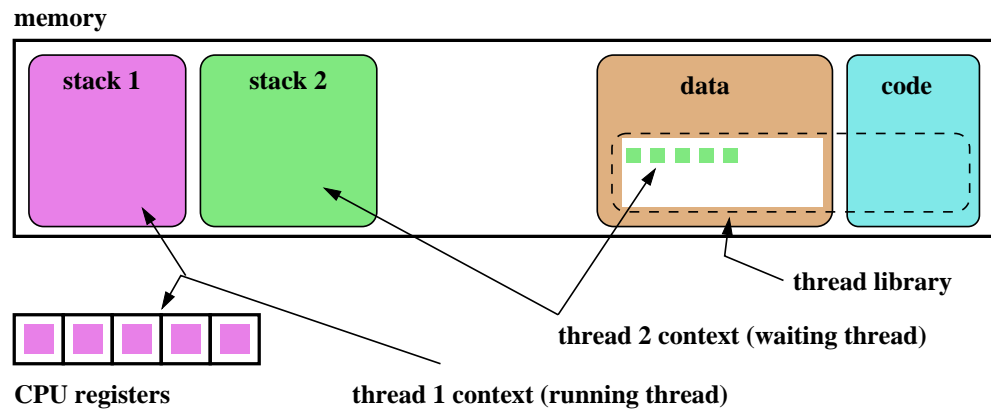 memory
stack 1
stack 2
data
code
thread library
thread 2 context (waiting thread)
CPU registers
thread 1 context (running thread)